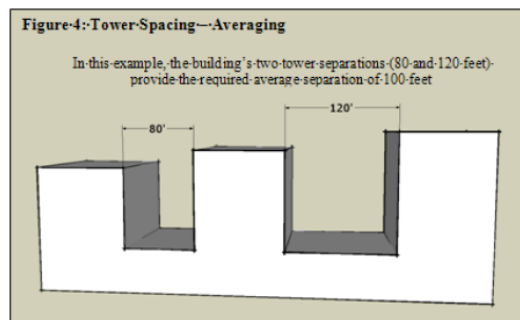 Figure·4:·Tower·Spacing·–·Averaging
In·this·example,·the·building's·two·tower·separations·(80·and·120·feet)·
provide·the·required·average·separation·of·100·feet
120'
80'